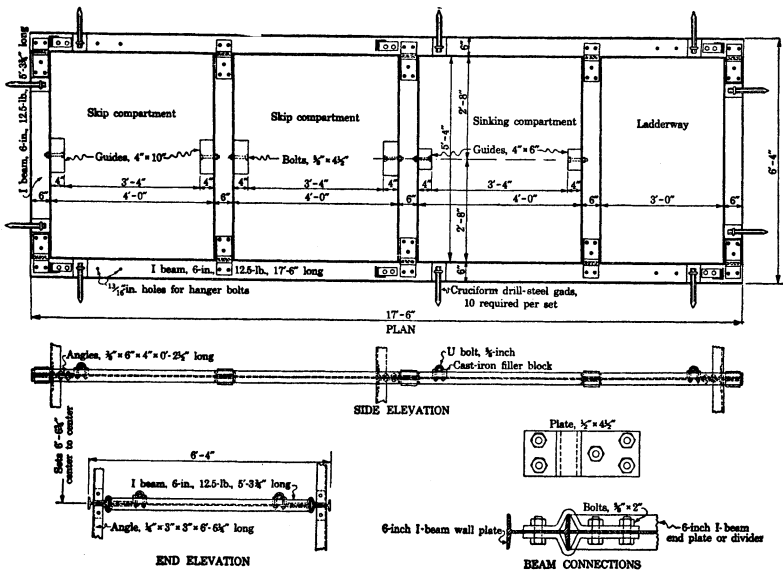 I beam, 6-in., 12.5-lb., 5'-3¾" long
Skip compartment
Skip compartment
Sinking compartment
Ladderway
6"
2'-8"
5'-4"
6'-4"
Guides, 4" × 10"
Bolts, ⅝" × 4½"
Guides, 4" × 6"
4"
3'-4"
4"
4"
3'-4"
4"
4"
3'-4"
4"
6"
4'-0"
6"
4'-0"
6"
4'-0"
6"
3'-0"
6"
2'-8"
6"
I beam, 6-in., 12.5-lb., 17'-6" long
13/16 in. holes for hanger bolts
Cruciform drill-steel gads,
10 required per set
17'-6"
PLAN
Angles, ⅜" × 6" × 4" × 0'-2½" long
U bolt, ⅝-inch
Cast-iron filler block
SIDE ELEVATION
Sets 6'-6¼"
center to center
6'-4"
I beam, 6-in., 12.5-lb., 5'-3¾" long
Angle, ¼" × 3" × 3" × 6'-6¼" long
END ELEVATION
Plate, ½" × 4½"
Bolts, ⅝" × 2"
6-inch I-beam wall plate
6-inch I-beam
end plate or divider
BEAM CONNECTIONS